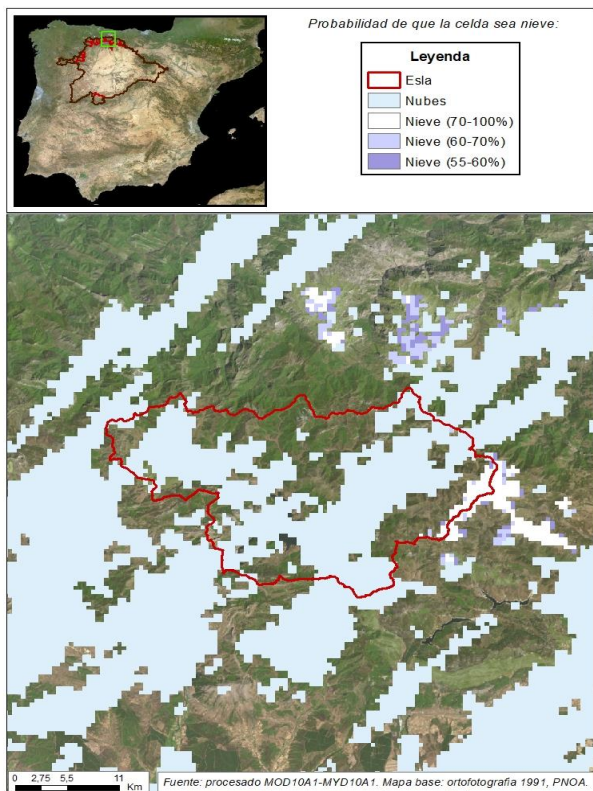 Probabilidad de que la celda sea nieve:
Leyenda
Esla
Nubes
Nieve (70-100%)
Nieve (60-70%)
Nieve (55-60%)
0 2,75 5,5 11
Km
Fuente: procesado MOD10A1-MYD10A1. Mapa base: ortofotografia 1991, PNOA.